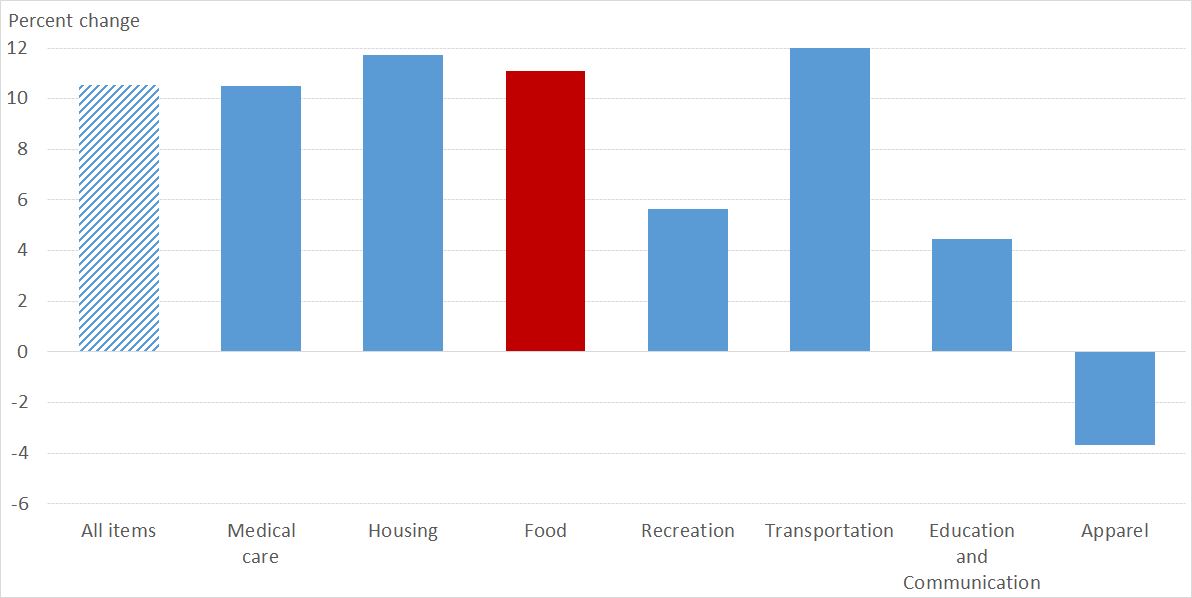 Percent change
12
10
8
6
4
2
0
-2
-4
-6
All items
Medical
care
Housing
Food
Recreation
Transportation
Education
and
Communication
Apparel